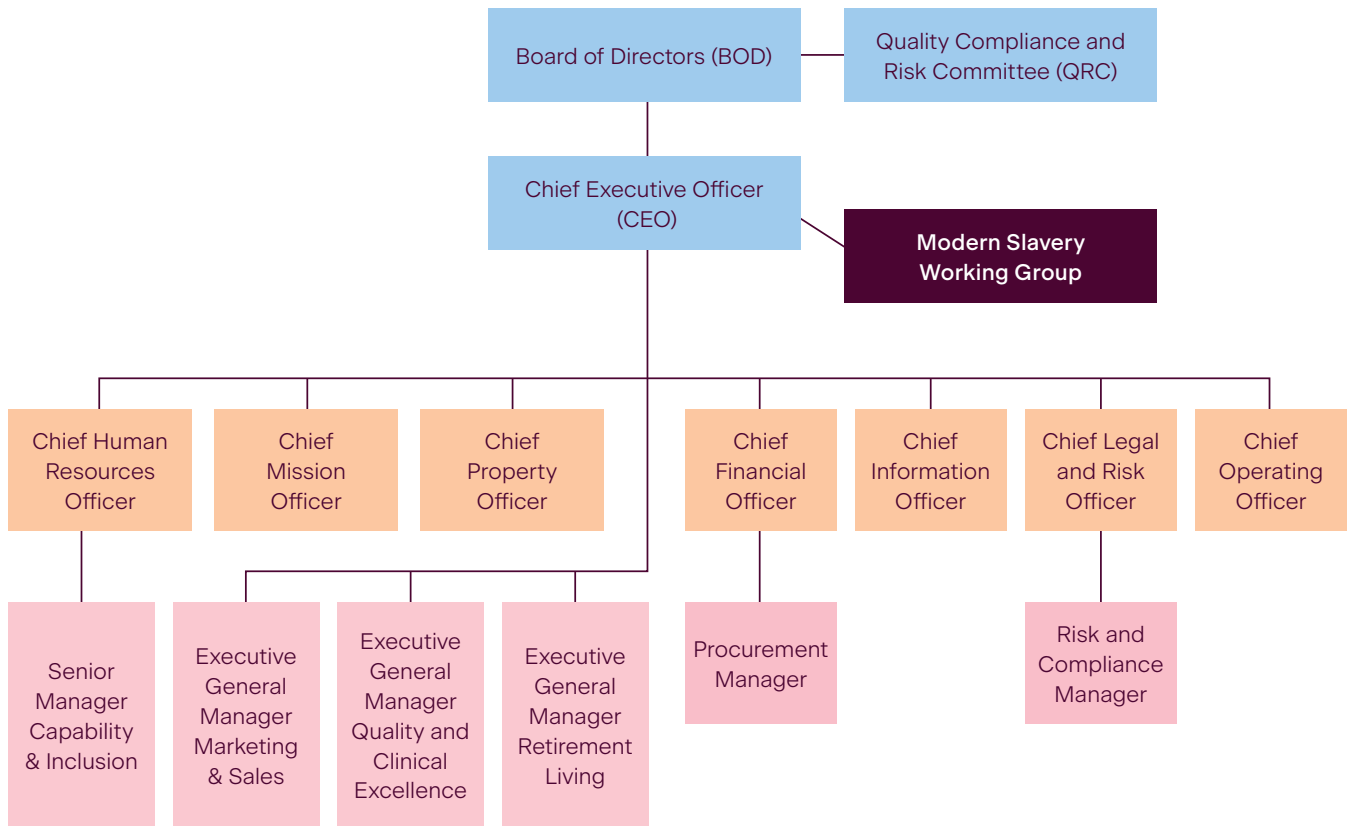 Board of Directors (BOD)
Quality Compliance and
Risk Committee (QRC)
Chief Executive Officer
(CEO)
Modern Slavery
Working Group
Chief Human
Resources
Officer
Chief
Mission
Officer
Chief
Property
Officer
Chief
Financial
Officer
Chief
Information
Officer
Chief Legal
and Risk
Officer
Chief
Operating
Officer
Senior
Manager
Capability
& Inclusion
Executive
General
Manager
Marketing
& Sales
Executive
General
Manager
Quality and
Clinical
Excellence
Executive
General
Manager
Retirement
Living
Procurement
Manager
Risk and
Compliance
Manager